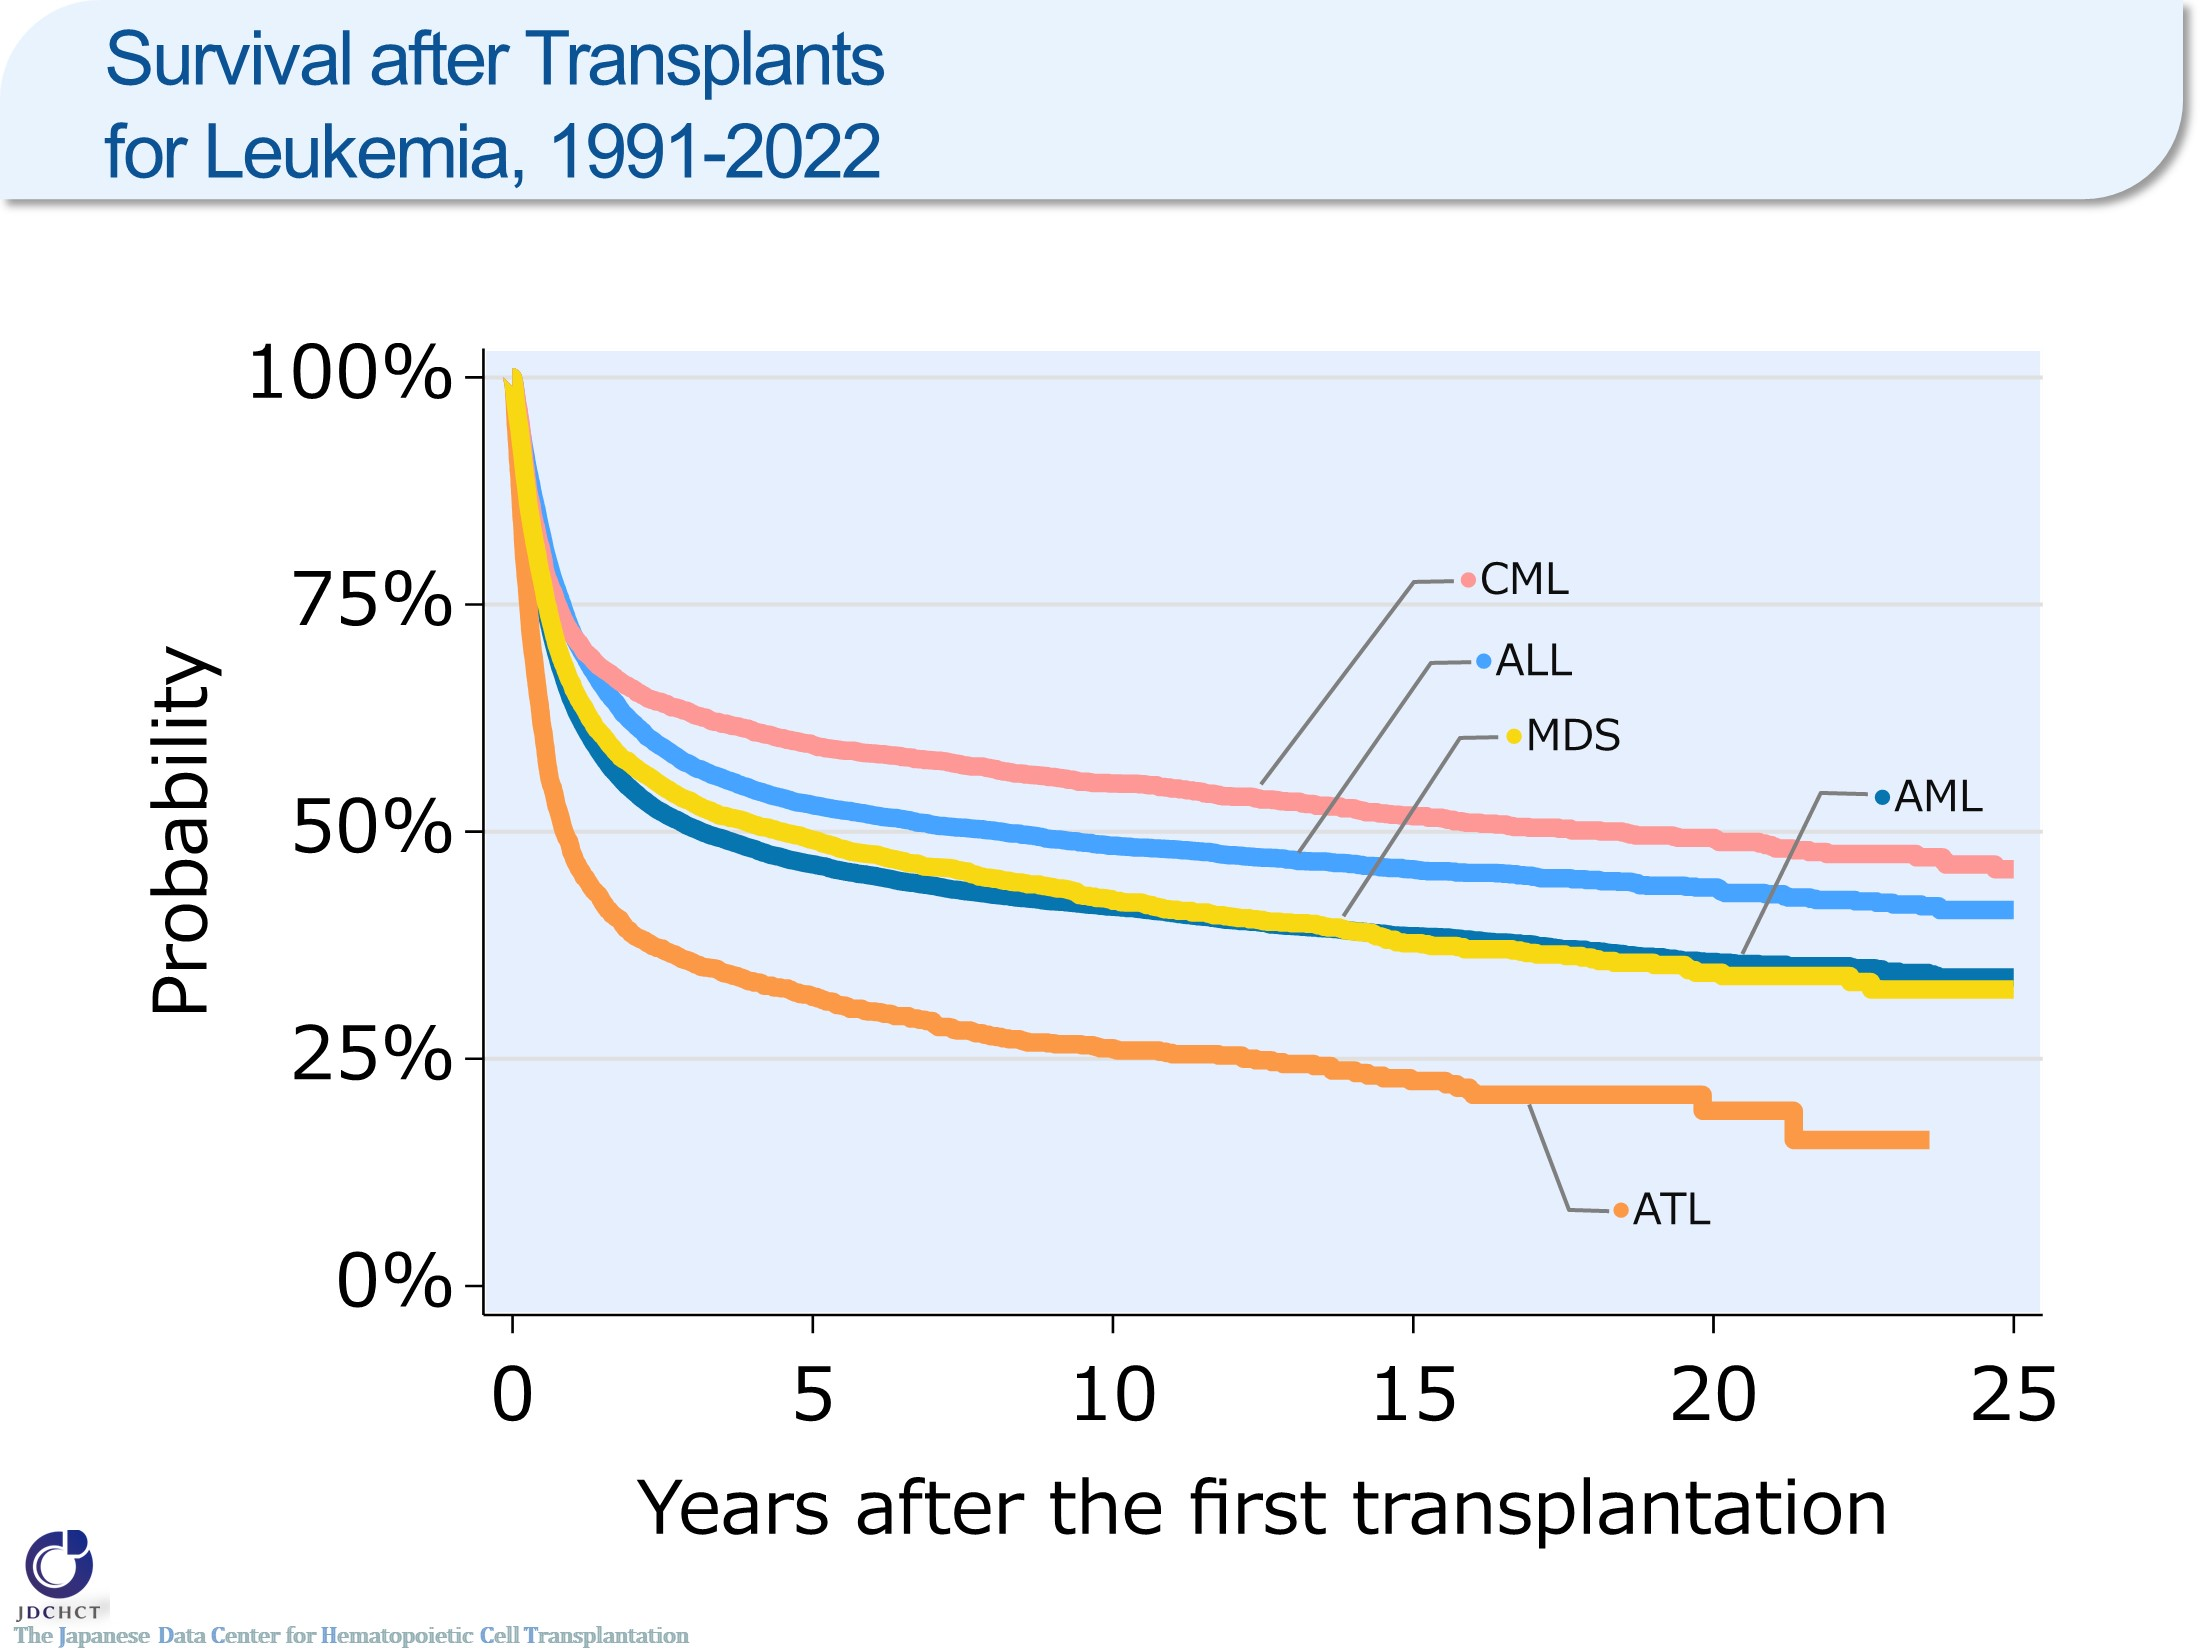 Survival after Transplants
for Leukemia, 1991-2022
100%
75%
50%
25%
0%
Probability
CML
ALL
MDS
AML
ATL
0 5 10 15 20 25
Years after the first transplantation
JDCHCT
The Japanese Data Center for Hematopoietic Cell Transplantation